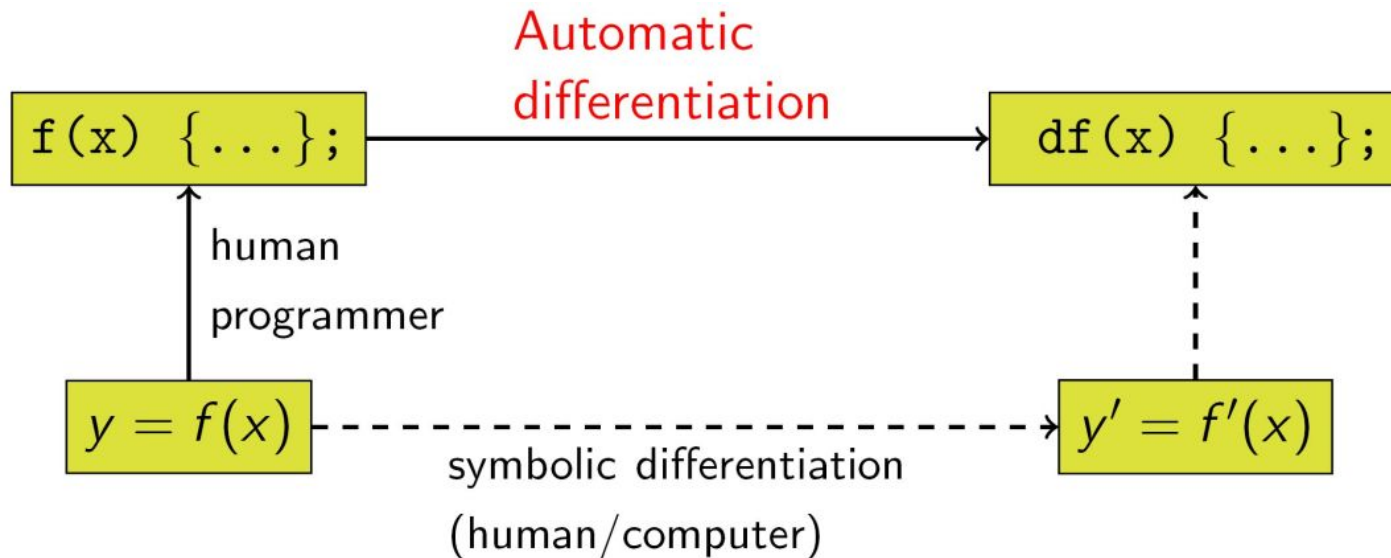 Automatic
differentiation
f(x) {...};
df(x) {...};
human
programmer
y = f(x)
y′ = f′(x)
symbolic differentiation
(human/computer)